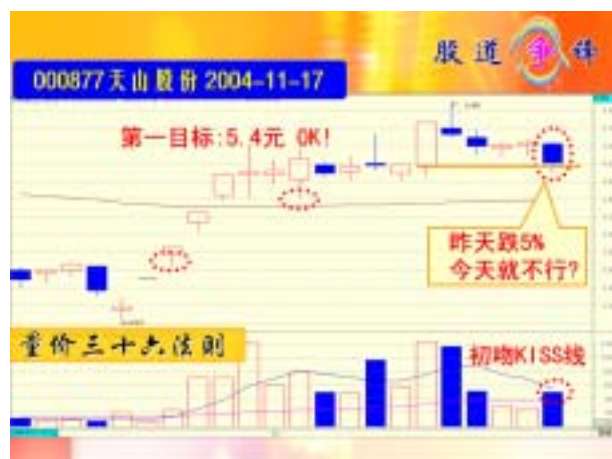 股道争锋
000877天山股份 2004-11-17
第一目标:5.4元 OK!
昨天跌5%
今天就不行?
量价三十六法则
初吻KISS线